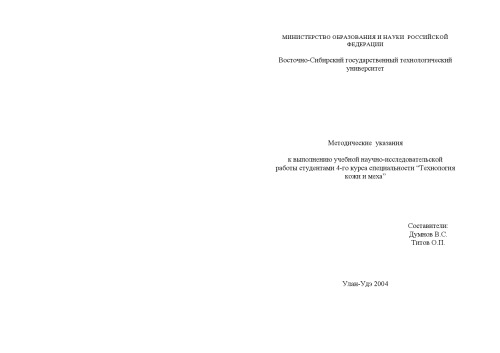 МИНИСТЕРСТВО ОБРАЗОВАНИЯ И НАУКИ РОССИЙСКОЙ
ФЕДЕРАЦИИ
Восточно-Сибирский государственный технологический
университет
Методические указания
к выполнению учебной научно-исследовательской
работы студентами 4-го курса специальности “Технология
кожи и меха”
Составители:
Думнов В.С.
Титов О.П.
Улан-Удэ 2004